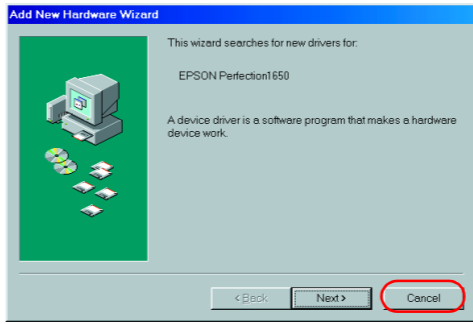 Add New Hardware Wizard
This wizard searches for new drivers for:
EPSON Perfection1650
A device driver is a software program that makes a hardware
device work.
<Back
Next>
Cancel